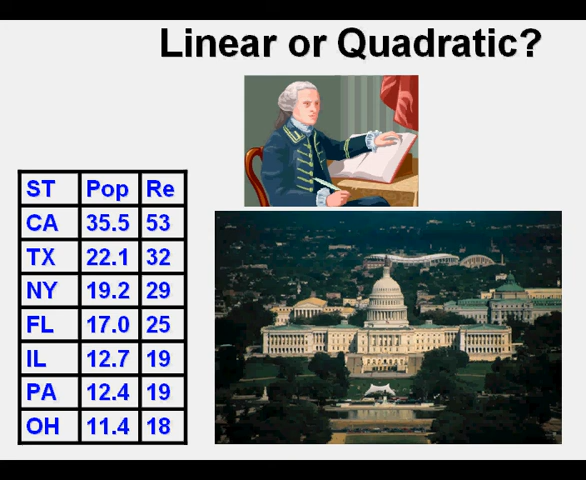 Linear or Quadratic?
ST Pop Re
CA 35.5 53
TX 22.1 32
NY 19.2 29
FL 17.0 25
IL 12.7 19
PA 12.4 19
OH 11.4 18